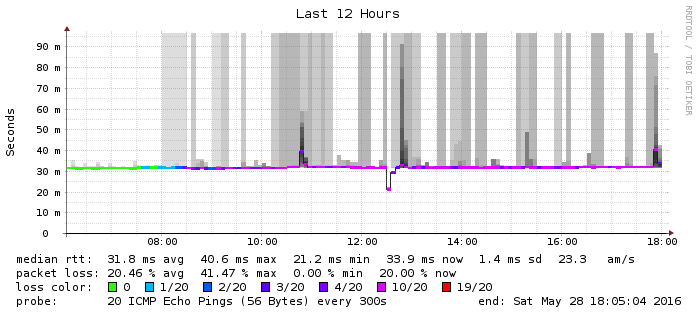 Last 12 Hours
RRDTOOL / TOBI OETIKER
Seconds
90 m
80 m
70 m
60 m
50 m
40 m
30 m
20 m
10 m
0
08:00 10:00 12:00 14:00 16:00 18:00
median rtt: 31.8 ms avg 40.6 ms max 21.2 ms min 33.9 ms now 1.4 ms sd 23.3 am/s
packet loss: 20.46 % avg 41.47 % max 0.00 % min 20.00 % now
loss color: 0 1/20 2/20 3/20 4/20 10/20 19/20
probe: 20 ICMP Echo Pings (56 Bytes) every 300s end: Sat May 28 18:05:04 2016